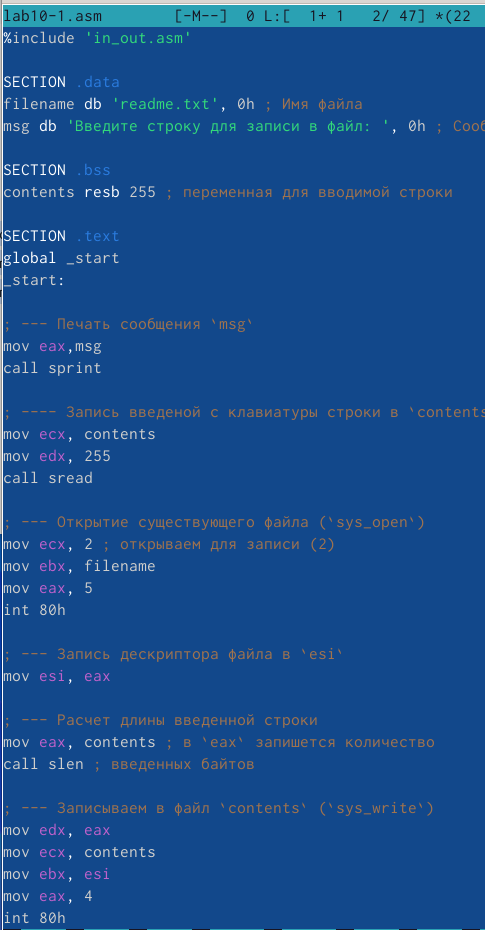 lab10-1.asm [-M--] 0 L:[ 1+ 1 2/ 47] *(22
%include 'in_out.asm'
SECTION .data
filename db 'readme.txt', 0h ; Имя файла
msg db 'Введите строку для записи в файл: ', 0h ; Сооб
SECTION .bss
contents resb 255 ; переменная для вводимой строки
SECTION .text
global _start
_start:
; --- Печать сообщения `msg`
mov eax,msg
call sprint
; ---- Запись введеной с клавиатуры строки в `contents
mov ecx, contents
mov edx, 255
call sread
; --- Открытие существующего файла (`sys_open`)
mov ecx, 2 ; открываем для записи (2)
mov ebx, filename
mov eax, 5
int 80h
; --- Запись дескриптора файла в `esi`
mov esi, eax
; --- Расчет длины введенной строки
mov eax, contents ; в `eax` запишется количество
call slen ; введенных байтов
; --- Записываем в файл `contents` (`sys_write`)
mov edx, eax
mov ecx, contents
mov ebx, esi
mov eax, 4
int 80h